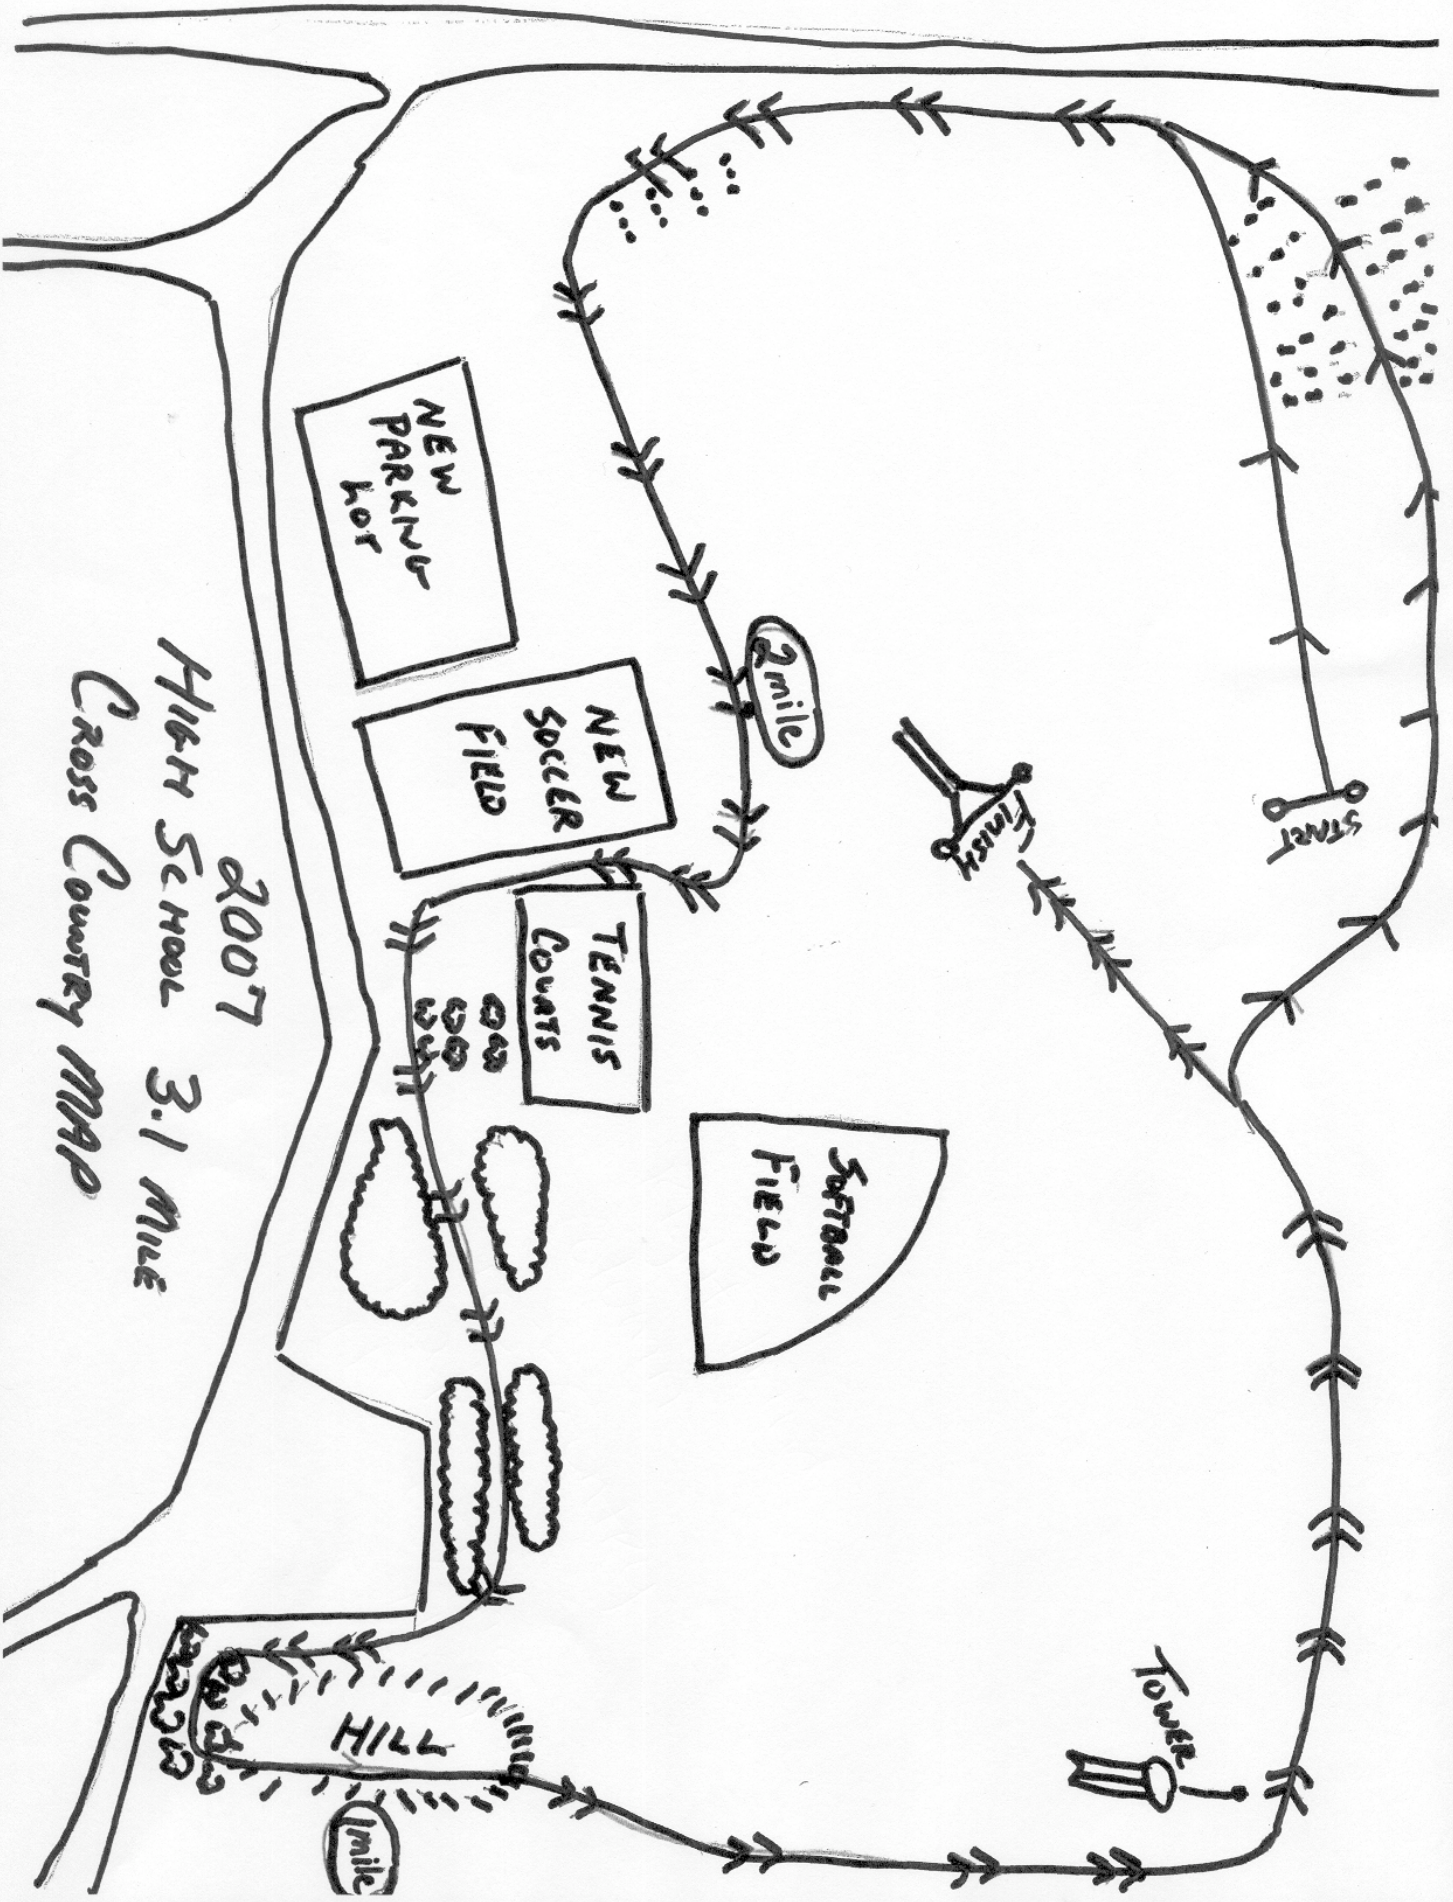 2007
HIGH SCHOOL 3.1 MILE
CROSS COUNTRY MAP
NEW
PARKING
LOT
NEW
SOCCER
FIELD
2 mile
FINISH
START
TENNIS
COURTS
SOFTBALL
FIELD
TOWER
HILL
1 mile